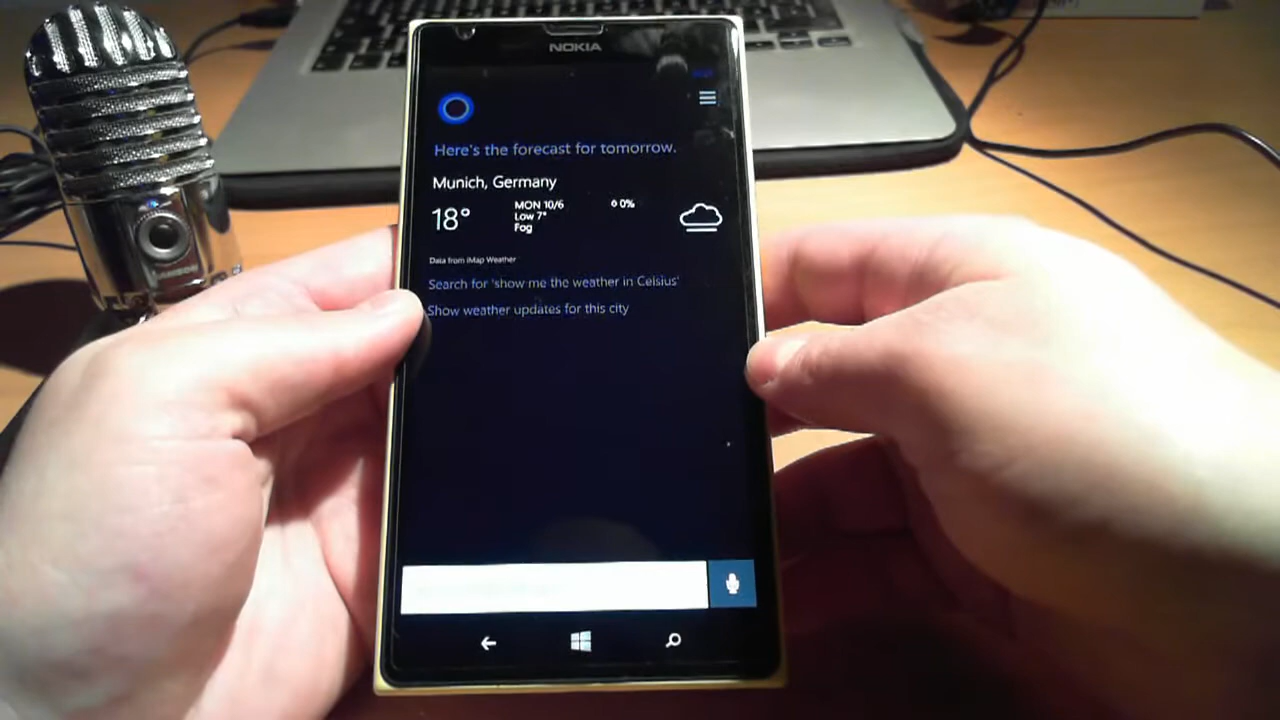 NOKIA
Here's the forecast for tomorrow.
Munich, Germany
18°
MON 10/6
Low 7°
Fog
0%
Data from iMap Weather
Search for 'show me the weather in Celsius'
Show weather updates for this city
SAMSON